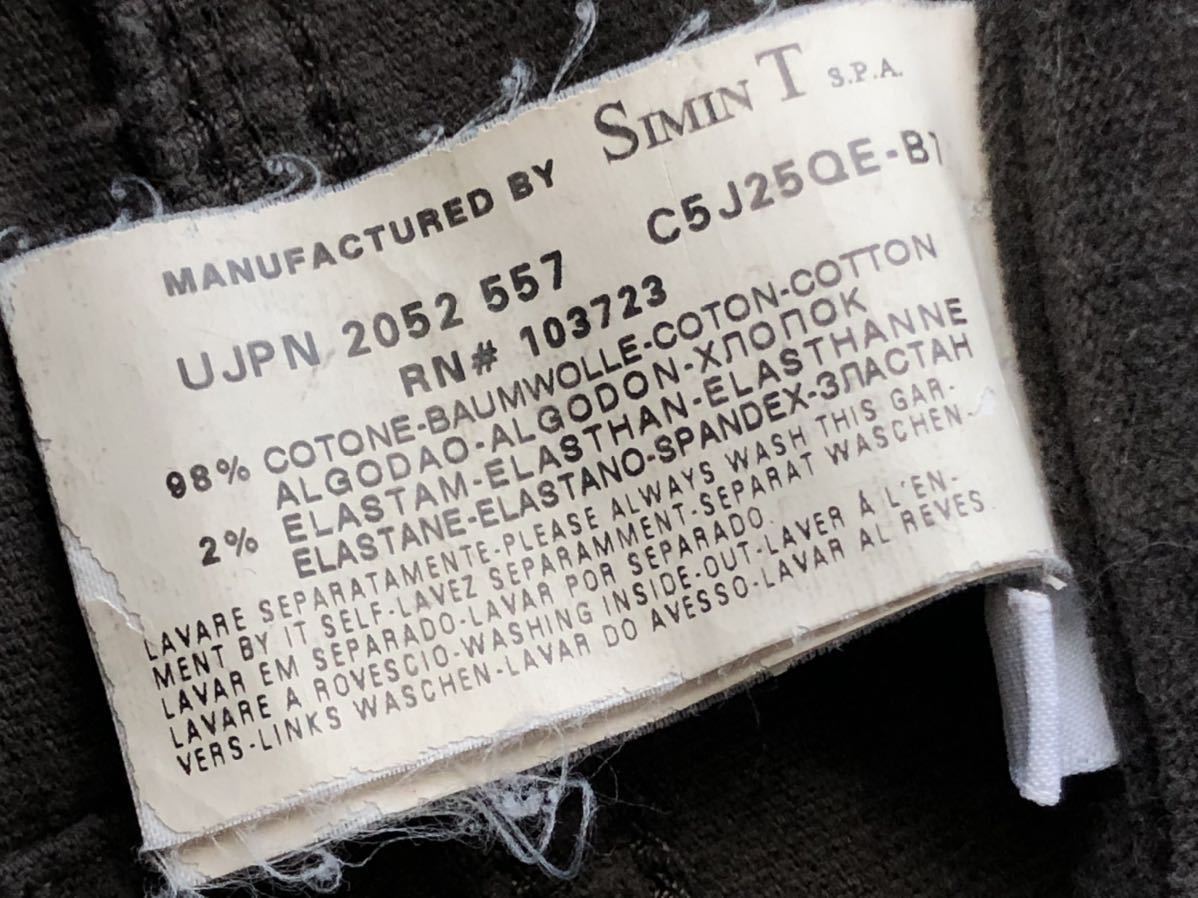 MANUFACTURED BY SIMINT S.P.A.
UJPN 2052 557 C5J25QE-B1
RN# 103723
98% COTONE-BAUMWOLLE-COTON-COTTON
ALGODAO-ALGODON-ХЛОПОК
2% ELASTAM-ELASTHAN-ELASTHANNE
ELASTANE-ELASTANO-SPANDEX-ЗЛАСТАН
LAVARE SEPARATAMENTE-PLEASE ALWAYS WASH THIS GAR-
MENT BY IT SELF-LAVEZ SEPARAMMENT-SEPARAT WASCHEN-
LAVAR EM SEPARADO-LAVAR POR SEPARADO.
LAVARE A ROVESCIO-WASHING INSIDE-OUT-LAVER À L'EN-
VERS-LINKS WASCHEN-LAVAR DO AVESSO-LAVAR AL REVES.